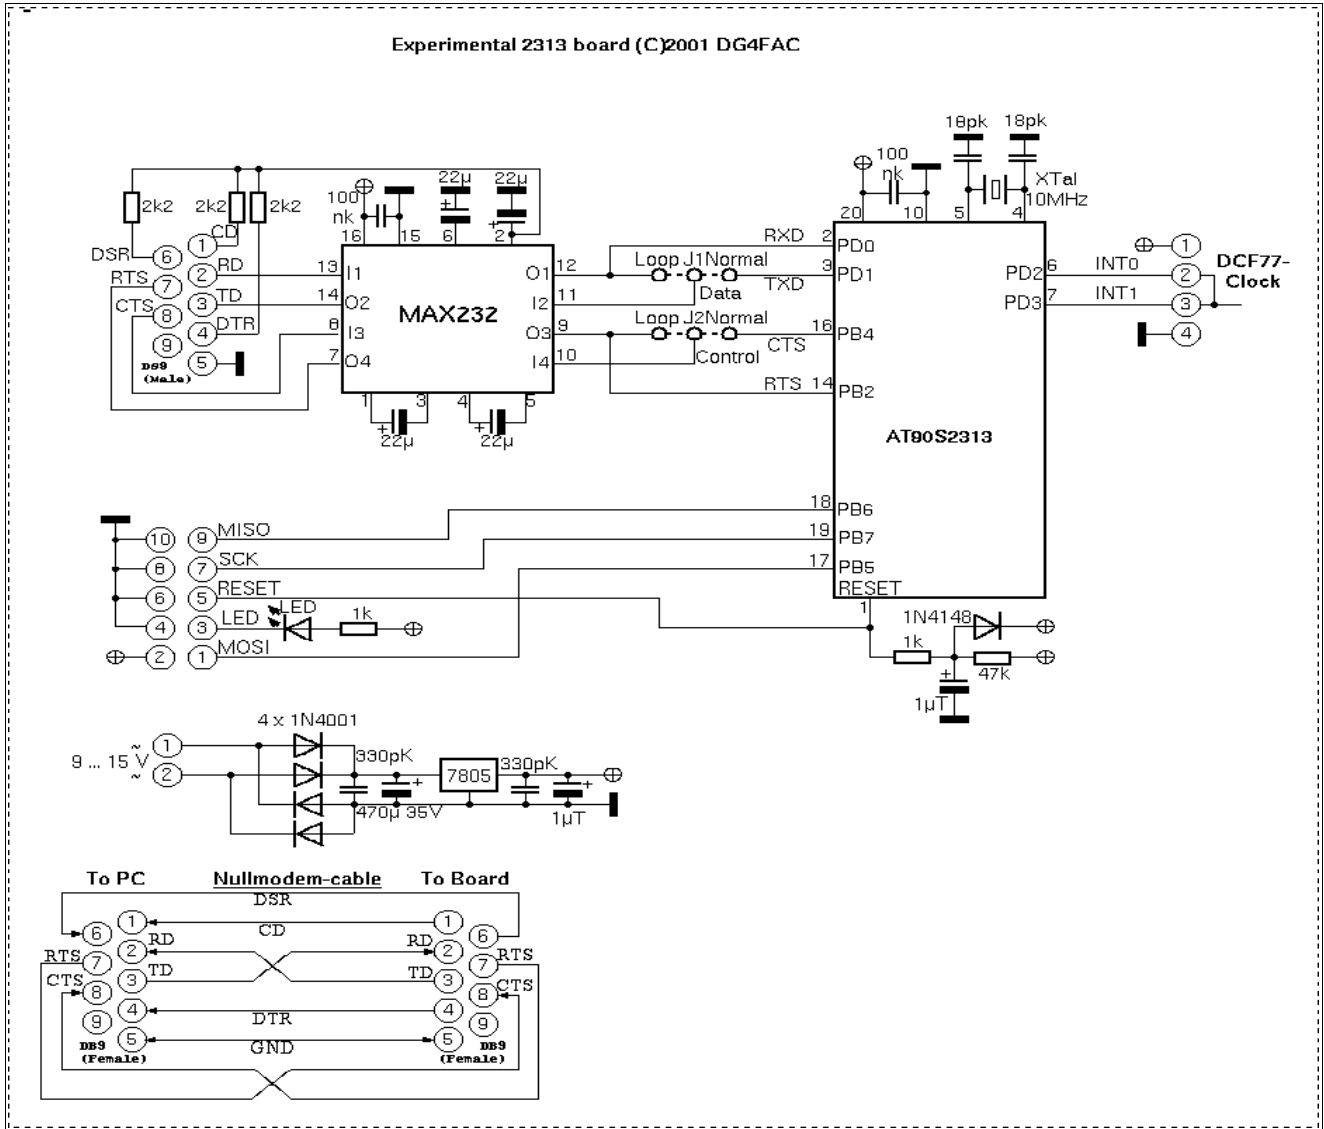 Experimental 2313 board (C)2001 DG4FAC
18pk 18pk
100 nk
XTal
10MHz
20 10 5 4
22µ 22µ
100 nk
2k2 2k2 2k2
16 15 6 2
CD
DSR 6 1
RTS 7 2 RD
CTS 8 3 TD
9 4 DTR
5
DS9
(Male)
13 I1
14 O2
8 I3
7 O4
MAX232
O1 12
I2 11
O3 9
I4 10
1 3 4 5
22µ 22µ
RXD 2 PD0
Loop J1Normal
3 PD1
TXD
Data
Loop J2Normal
16 PB4
CTS
Control
RTS 14 PB2
AT90S2313
PD2 6 INT0
PD3 7 INT1
1
2
3
4
DCF77-
Clock
18 PB6
19 PB7
17 PB5
RESET
1
10 9 MISO
8 7 SCK
6 5 RESET
4 3 LED
LED
1k
2 1 MOSI
1N4148
1k
47k
1µT
4 x 1N4001
~ 1
9 ... 15 V
~ 2
330pK
470µ 35V
7805
330pK
1µT
To PC Nullmodem-cable To Board
DSR
1 CD 1
6 6
RD RD
2 2
RTS 7 7 RTS
TD TD
3 3
CTS 8 8 CTS
4 DTR 4
9 9
5 GND 5
DB9
(Female)
DB9
(Female)